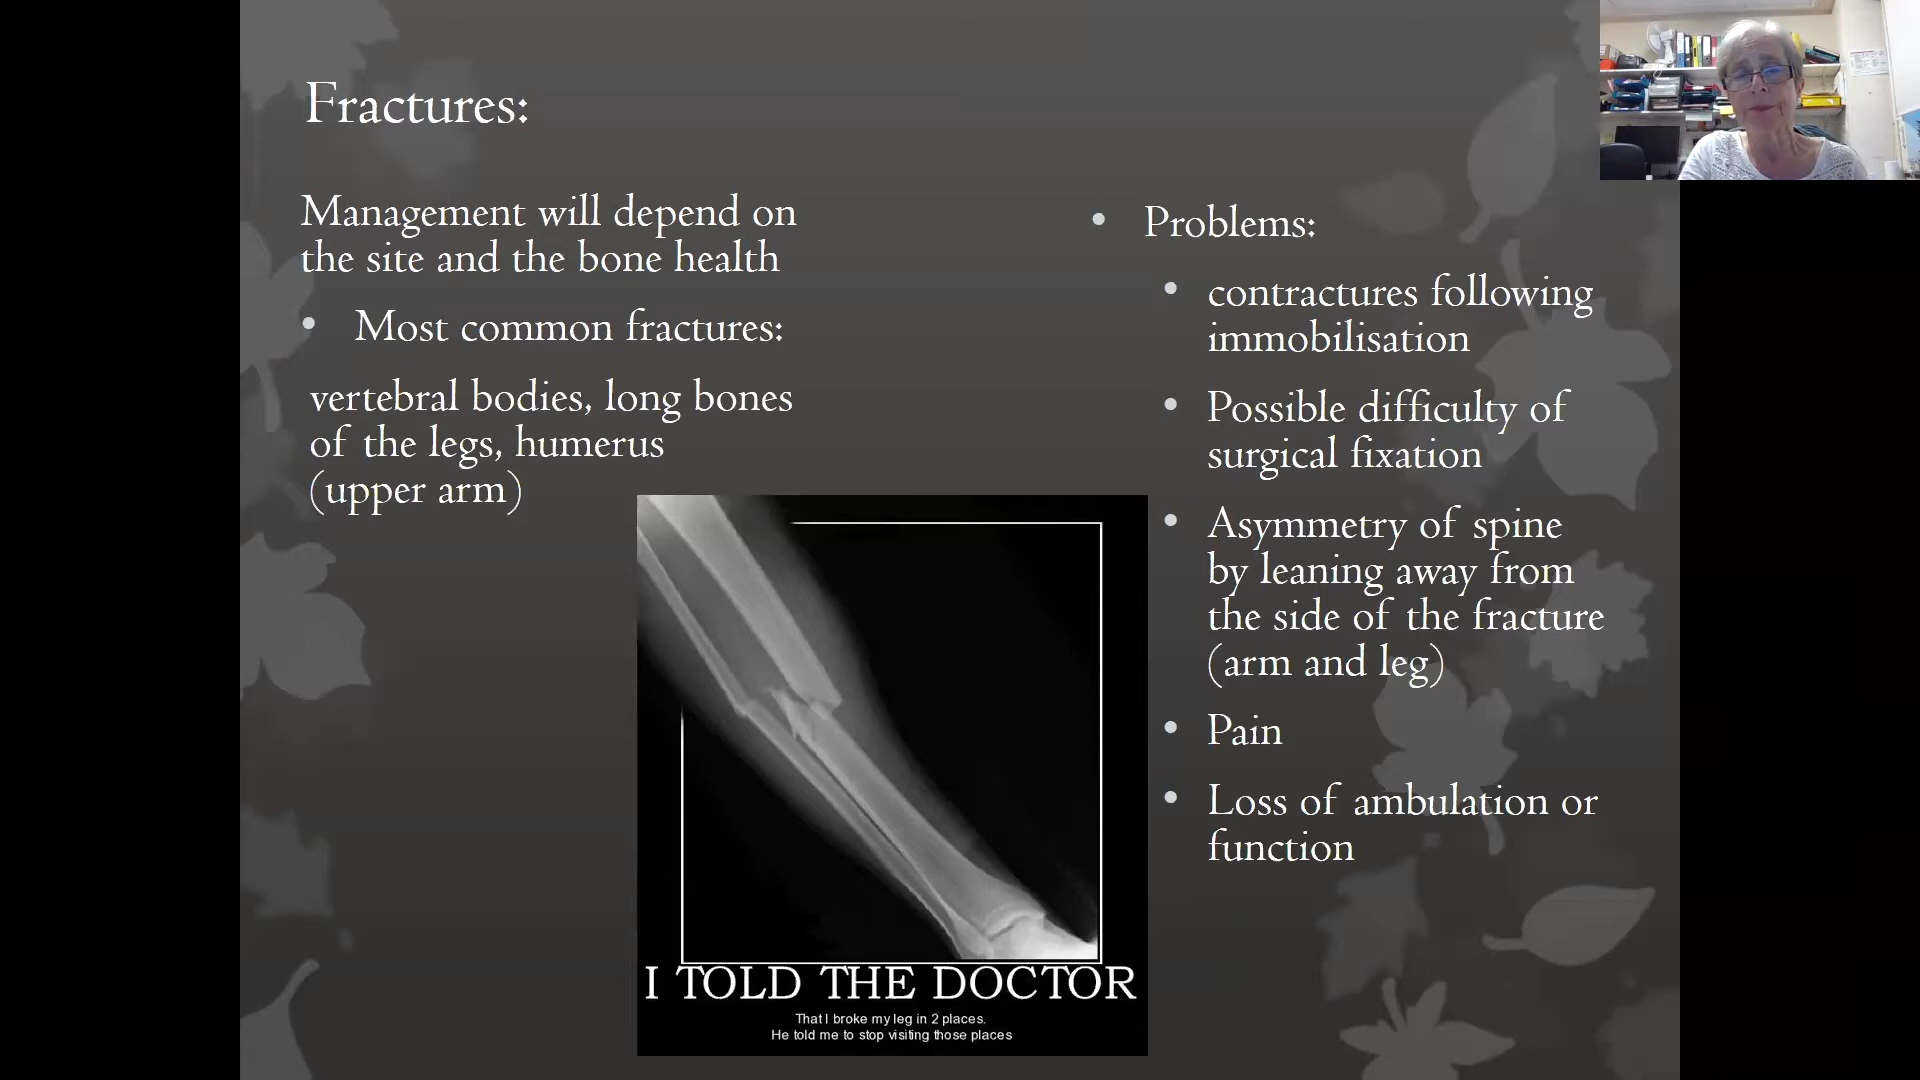 Fractures:
Management will depend on
the site and the bone health
• Most common fractures:
vertebral bodies, long bones
of the legs, humerus
(upper arm)
• Problems:
• contractures following
immobilisation
• Possible difficulty of
surgical fixation
• Asymmetry of spine
by leaning away from
the side of the fracture
(arm and leg)
• Pain
• Loss of ambulation or
function
I TOLD THE DOCTOR
That I broke my leg in 2 places.
He told me to stop visiting those places